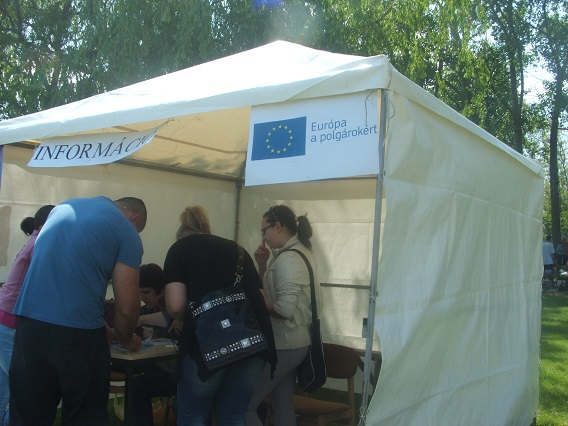 INFORMÁCIÓ
Európa
a polgárokért